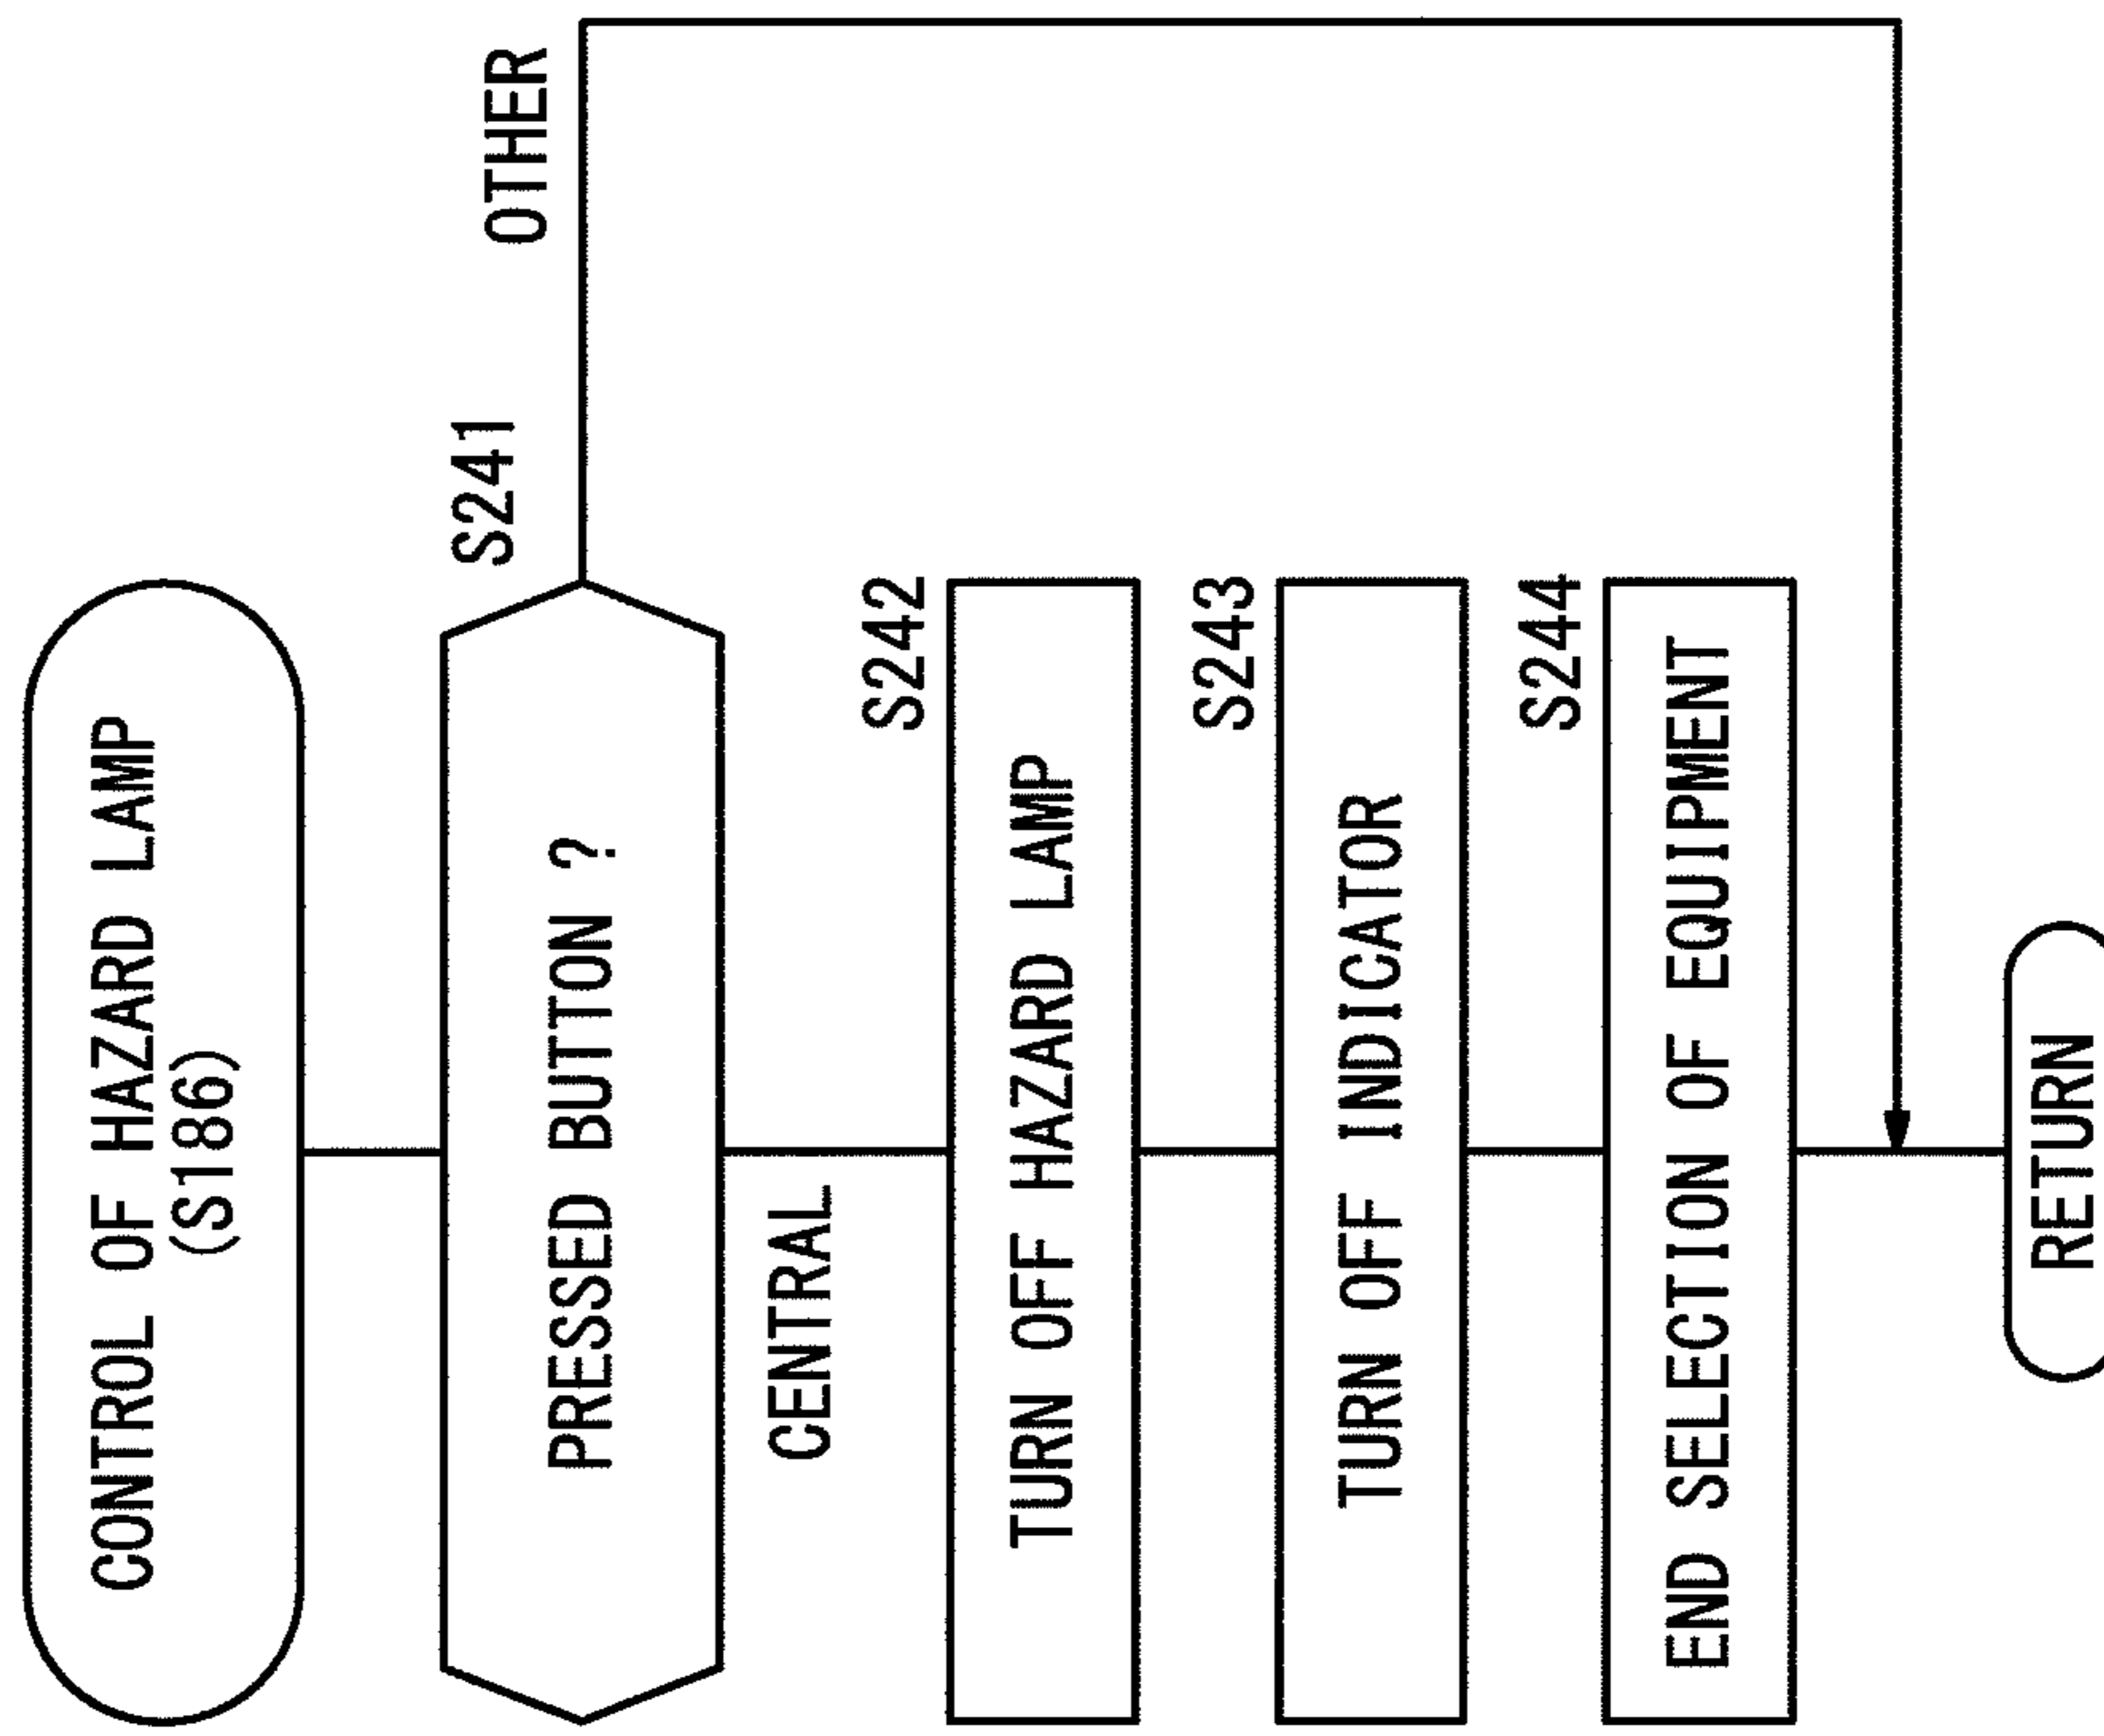 CONTROL OF HAZARD LAMP
(S186)
S241
PRESSED BUTTON ?
OTHER
CENTRAL
S242
TURN OFF HAZARD LAMP
S243
TURN OFF INDICATOR
S244
END SELECTION OF EQUIPMENT
RETURN